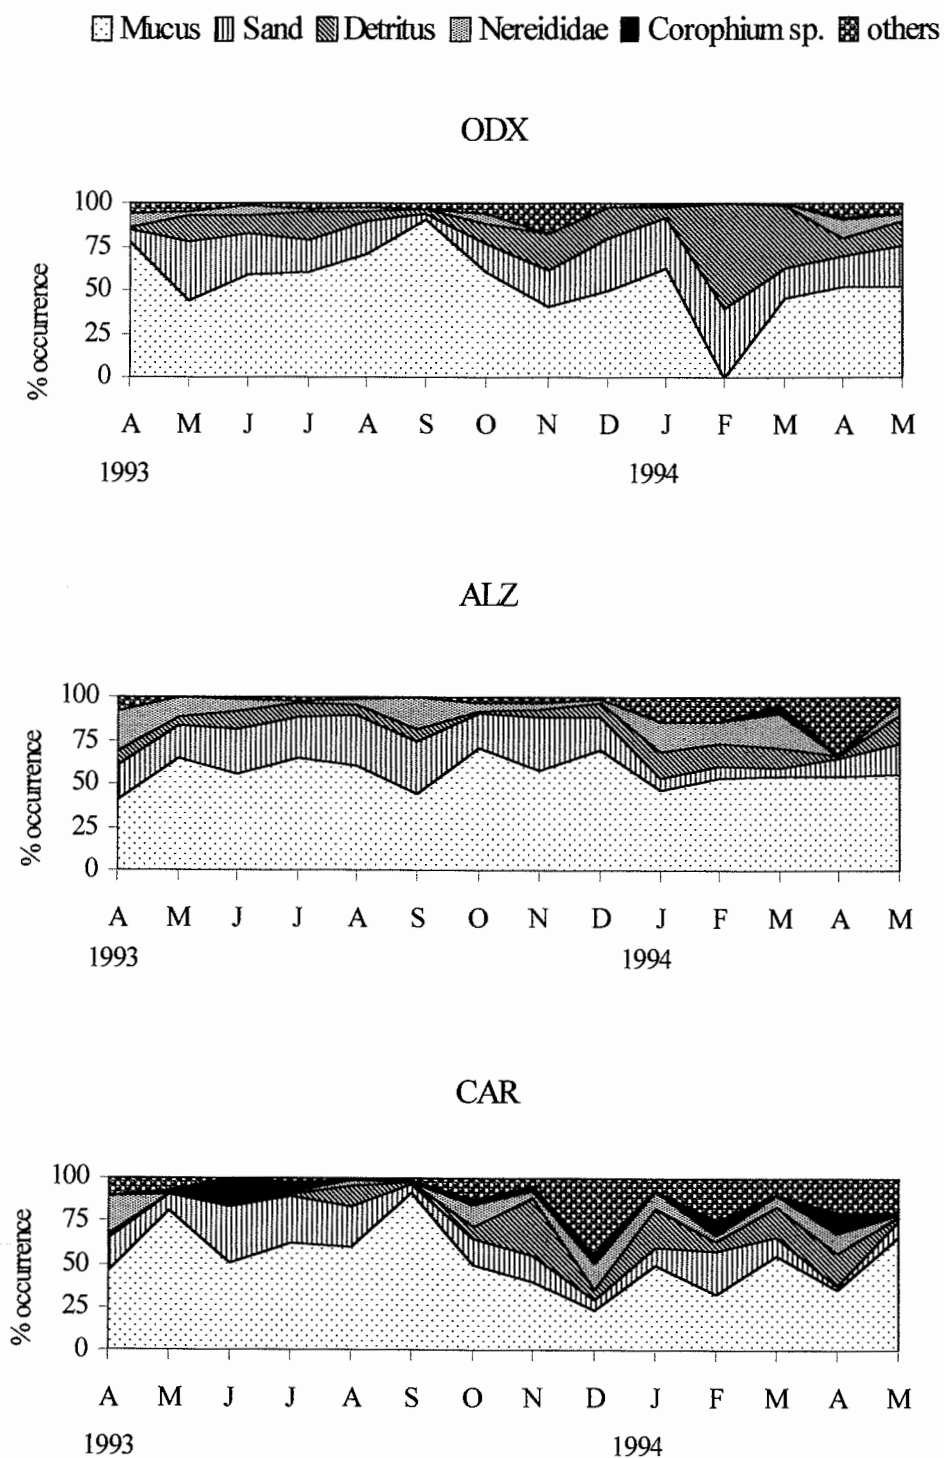 Mucus Sand Detritus Nereididae Corophium sp. others
ODX
100
75
50
25
0
% occurrence
A M J J A S O N D J F M A M
1993 1994
ALZ
100
75
50
25
0
% occurrence
A M J J A S O N D J F M A M
1993 1994
CAR
100
75
50
25
0
% occurrence
A M J J A S O N D J F M A M
1993 1994